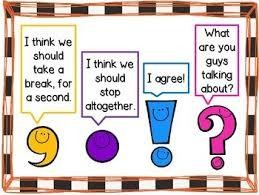 I think we
should
take a
break, for
a second.
I think we
should
stop
altogether.
I agree!
What
are you
guys
talking
about?